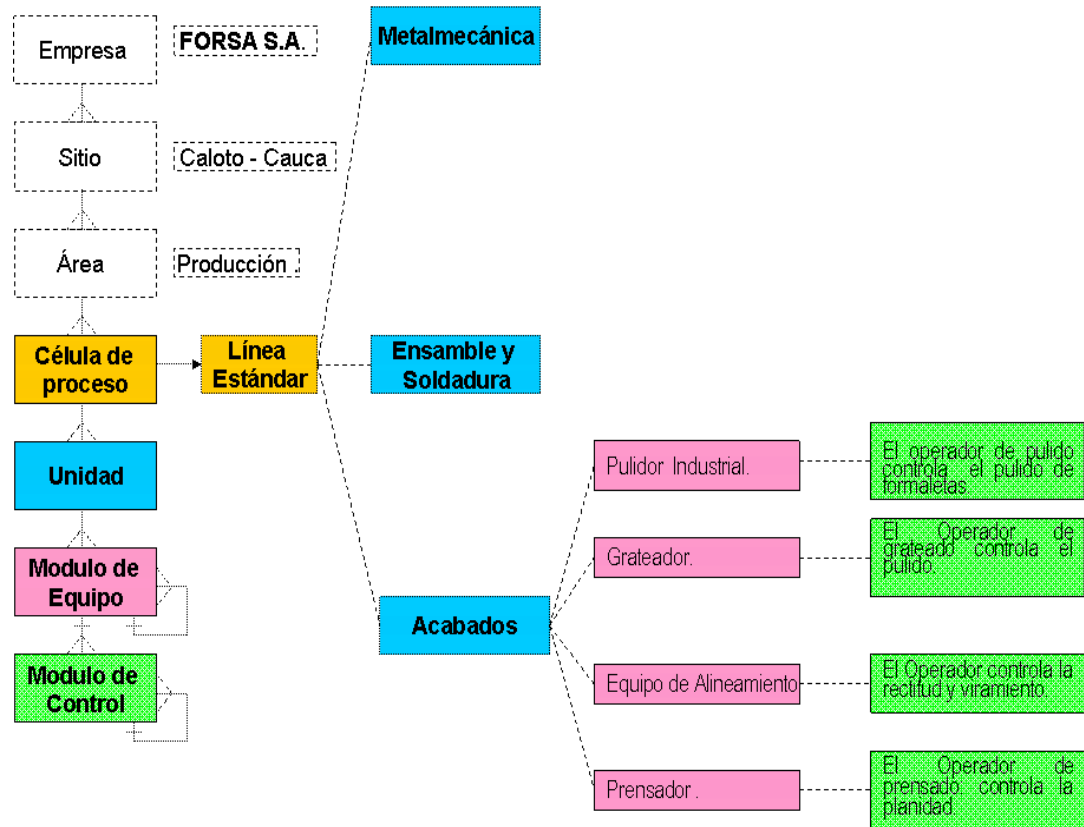 Empresa
FORSA S.A.
Sitio
Caloto - Cauca
Área
Producción .
Célula de
proceso
Línea
Estándar
Unidad
Modulo de
Equipo
Modulo de
Control
Metalmecánica
Ensamble y
Soldadura
Acabados
Pulidor Industrial.
El operador de pulido
controla el pulido de
formaletas.
Grateador.
El Operador de
grateado controla el
pulido.
Equipo de Alineamiento
El Operador controla la
rectitud y viramiento.
Prensador .
El Operador de
prensado, controla la
planidad.